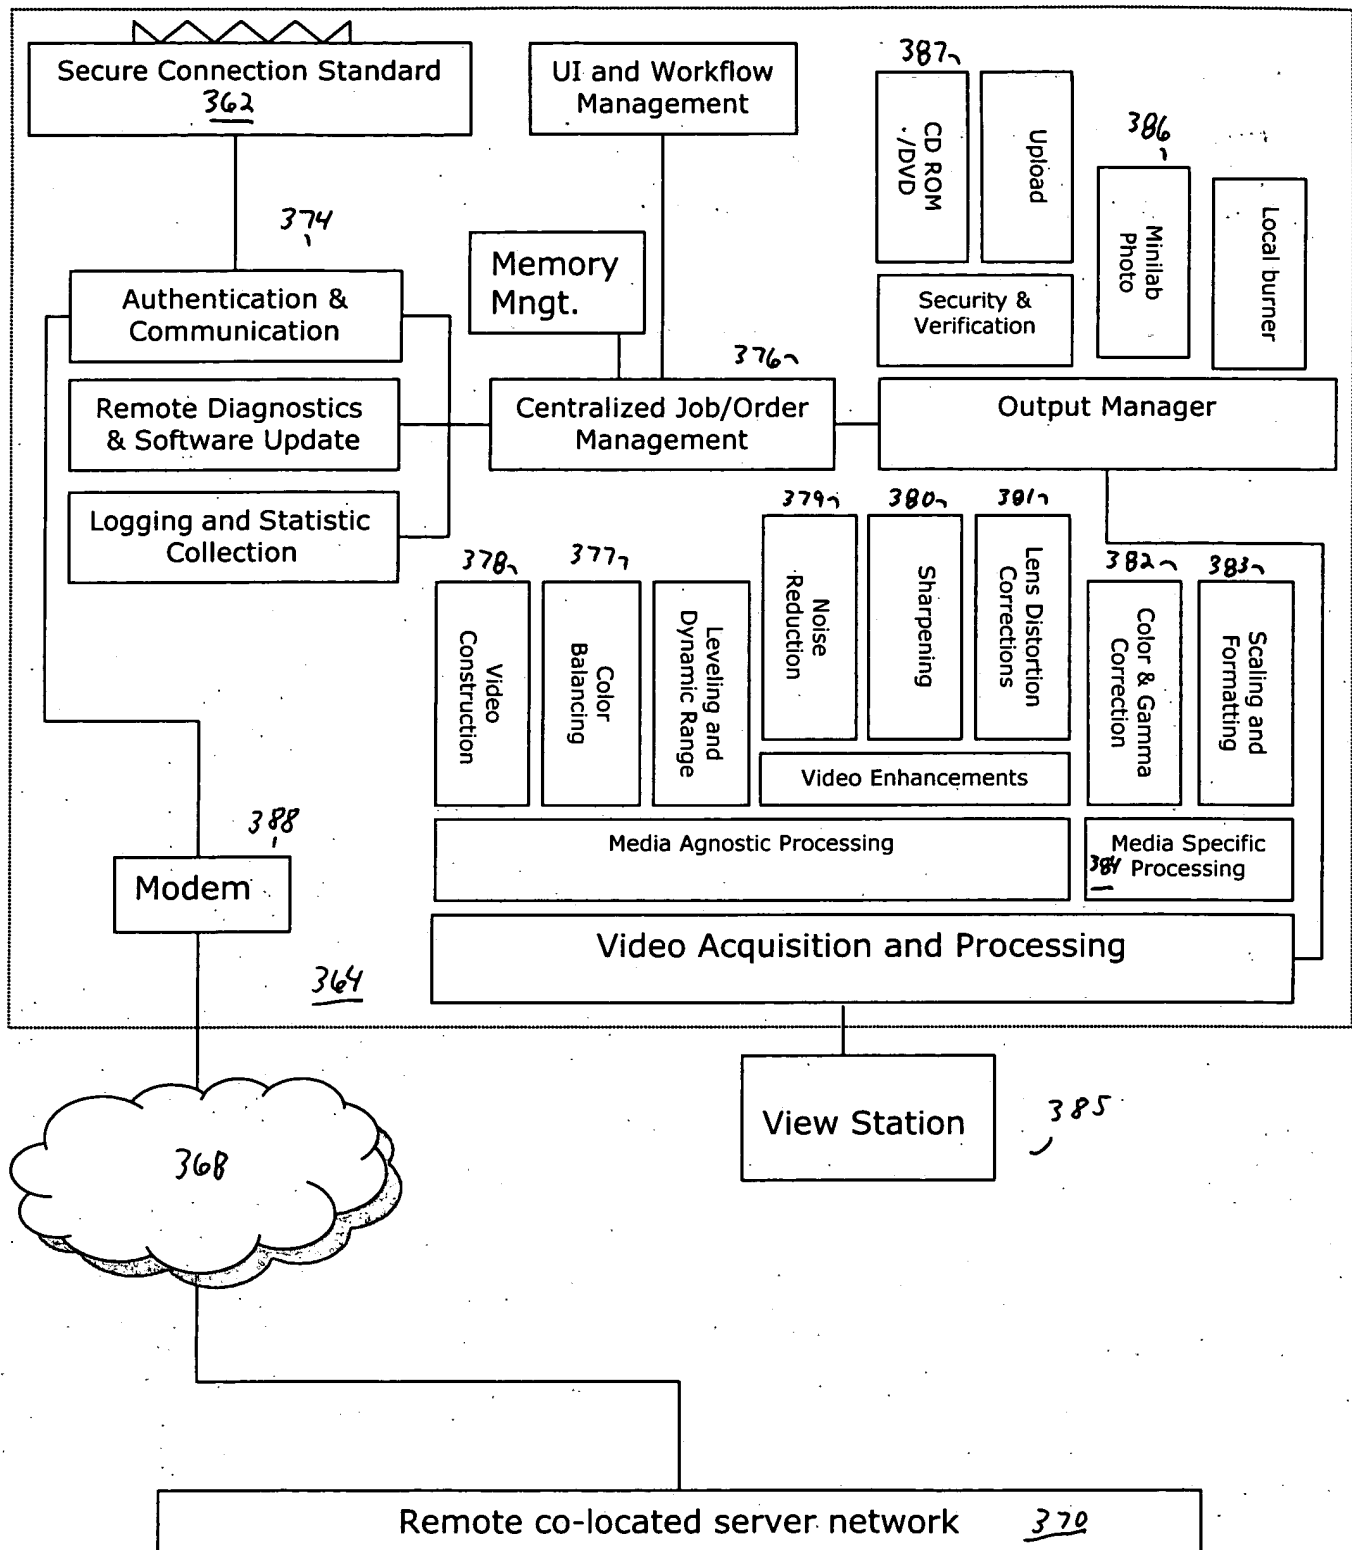 Secure Connection Standard
362
UI and Workflow
Management
387
CD ROM
./DVD
Upload
386
Minilab
Photo
Local burner
374
Authentication &
Communication
Memory
Mngt.
Security &
Verification
376
Remote Diagnostics
& Software Update
Centralized Job/Order
Management
Output Manager
Logging and Statistic
Collection
378
Video
Construction
377
Color
Balancing
Leveling and
Dynamic Range
379
Noise
Reduction
380
Sharpening
381
Lens Distortion
Corrections
382
Color & Gamma
Correction
383
Scaling and
Formatting
Video Enhancements
388
Modem
Media Agnostic Processing
Media Specific
384 Processing
Video Acquisition and Processing
364
View Station
385
368
Remote co-located server network 370